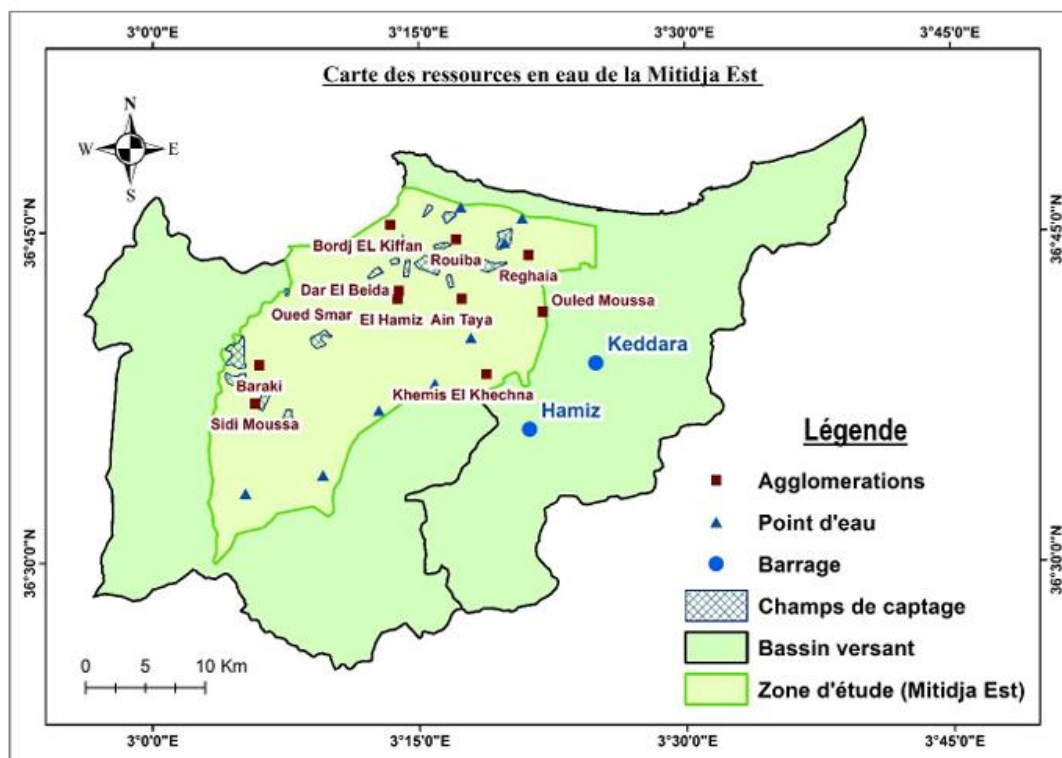 3°0'0"E 3°15'0"E 3°30'0"E 3°45'0"E
Carte des ressources en eau de la Mitidja Est
N
W E
S
36°45'0"N 36°45'0"N
Bordj EL Kiffan
Rouiba
Reghaia
Dar El Beida
Ouled Moussa
Oued Smar El Hamiz Ain Taya
Keddara
Baraki
Khemis El Khechna
Sidi Moussa
Hamiz
Légende
Agglomerations
Point d'eau
Barrage
36°30'0"N 36°30'0"N
Champs de captage
Bassin versant
0 5 10 Km
Zone d'étude (Mitidja Est)
3°0'0"E 3°15'0"E 3°30'0"E 3°45'0"E